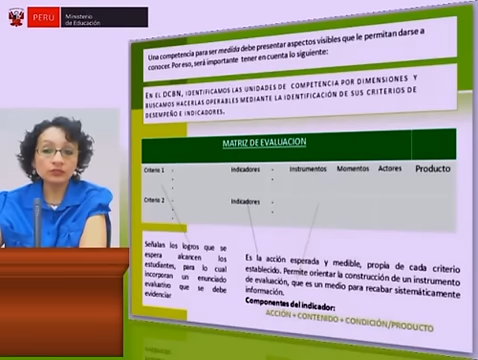 PERÚ
Ministerio
de Educación
Una competencia para ser medida debe presentar aspectos visibles que le permitan darse a
conocer. Por eso, será importante tener en cuenta lo siguiente:
EN EL DCBN, IDENTIFICAMOS LAS UNIDADES DE COMPETENCIA POR DIMENSIONES Y
BUSCAMOS HACERLAS OPERABLES MEDIANTE LA IDENTIFICACIÓN DE SUS CRITERIOS DE
DESEMPEÑO E INDICADORES.
MATRIZ DE EVALUACION
Criterio 1 - Indicadores - Instrumentos Momentos Actores Producto
Criterio 2 - Indicadores -
Señalan los logros que se
espera alcancen los
estudiantes, para lo cual
incorporan un enunciado
evaluativo que se debe
evidenciar
Es la acción esperada y medible, propia de cada criterio
establecido. Permite orientar la construcción de un instrumento
de evaluación, que es un medio para recabar sistemáticamente
información.
Componentes del indicador:
ACCIÓN + CONTENIDO + CONDICIÓN/PRODUCTO